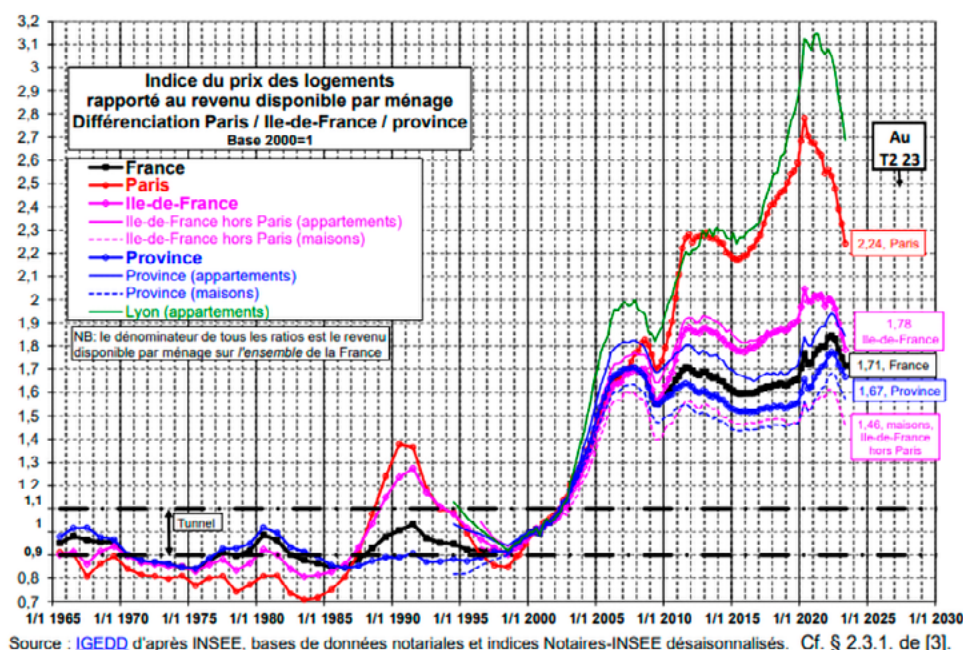 3,2
3,1
3
2,9
2,8
2,7
2,6
2,5
2,4
2,3
2,2
2,1
2
1,9
1,8
1,7
1,6
1,5
1,4
1,3
1,2
1,1
1
0,9
0,8
0,7
Indice du prix des logements
rapporté au revenu disponible par ménage
Différenciation Paris / Ile-de-France / province
Base 2000=1
France
Paris
Ile-de-France
Ile-de-France hors Paris (appartements)
Ile-de-France hors Paris (maisons)
Province
Province (appartements)
Province (maisons)
Lyon (appartements)
NB: le dénominateur de tous les ratios est le revenu
disponible par ménage sur l'ensemble de la France
Tunnel
Au
T2 23
2,24, Paris
1,78
Ile-de-France
1,71, France
1,67, Province
1,46, maisons,
Ile-de-France
hors Paris
1/1 1/1 1/1 1/1 1/1 1/1 1/1 1/1 1/1 1/1 1/1 1/1 1/1 1/1
1965 1970 1975 1980 1985 1990 1995 2000 2005 2010 2015 2020 2025 2030
Source : IGEDD d'après INSEE, bases de données notariales et indices Notaires-INSEE désaisonnalisés. Cf. § 2.3.1. de [3].